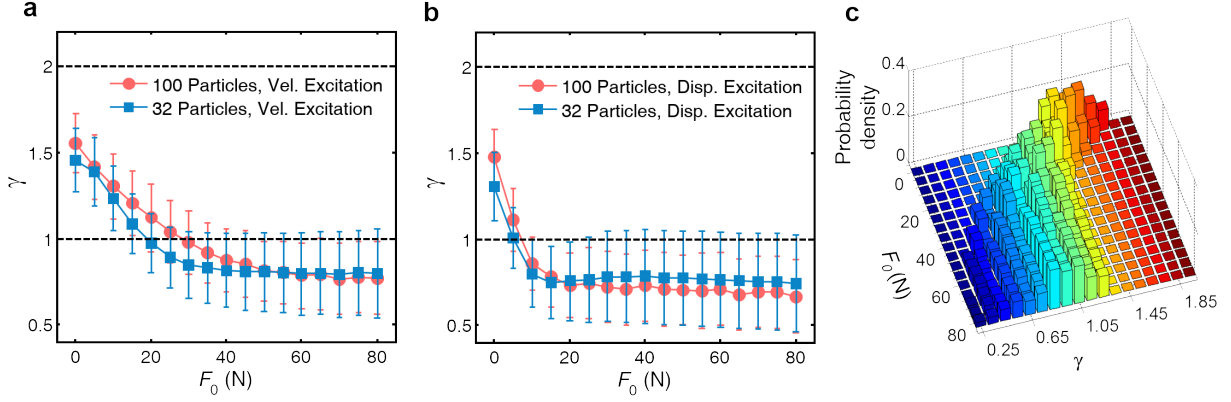 a
2
1.5
1
0.5
γ
100 Particles, Vel. Excitation
32 Particles, Vel. Excitation
0 20 40 60 80
F0 (N)
b
2
1.5
1
0.5
γ
100 Particles, Disp. Excitation
32 Particles, Disp. Excitation
0 20 40 60 80
F0 (N)
c
0.4
0.2
0
Probability
density
0
20
40
60
80
F0 (N)
0.25 0.65 1.05 1.45 1.85
γ